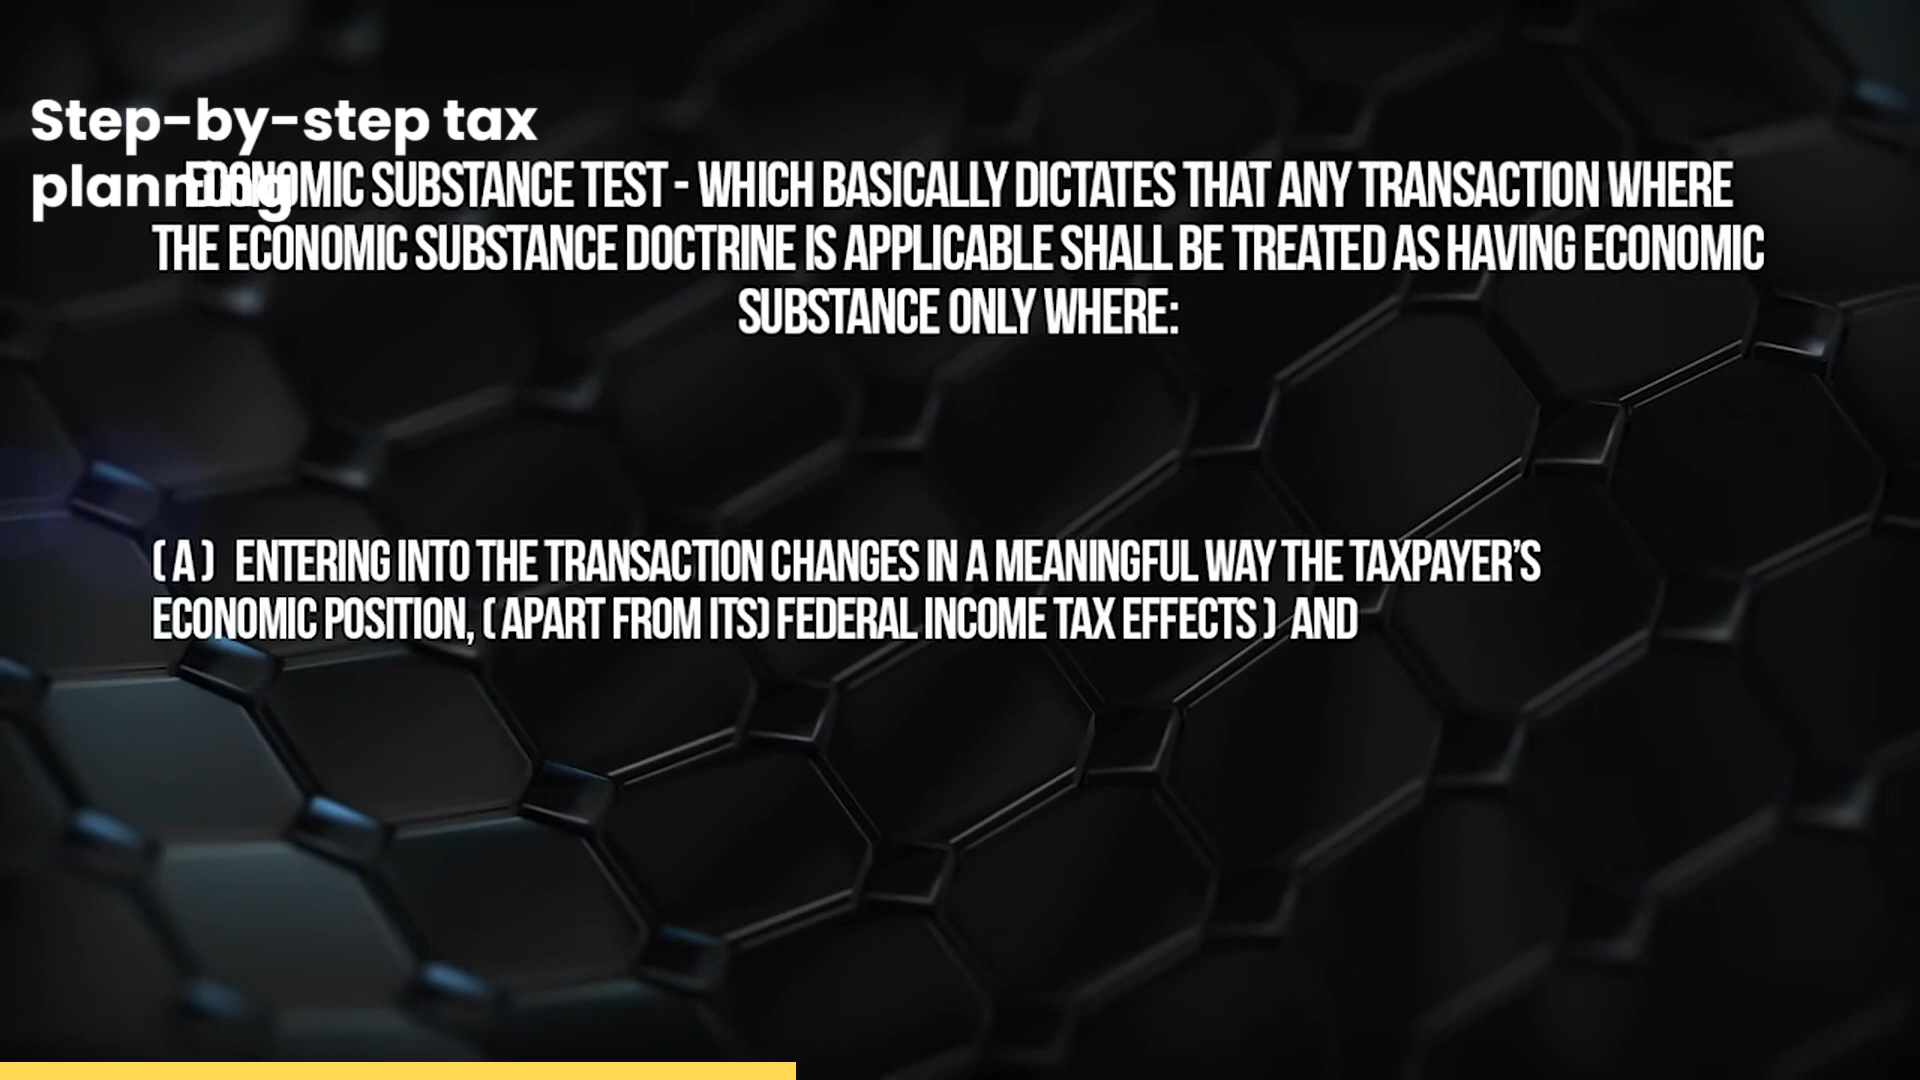 Step-by-step tax
planning
ECONOMIC SUBSTANCE TEST - WHICH BASICALLY DICTATES THAT ANY TRANSACTION WHERE
THE ECONOMIC SUBSTANCE DOCTRINE IS APPLICABLE SHALL BE TREATED AS HAVING ECONOMIC
SUBSTANCE ONLY WHERE:
( A ) ENTERING INTO THE TRANSACTION CHANGES IN A MEANINGFUL WAY THE TAXPAYER’S
ECONOMIC POSITION, ( APART FROM ITS) FEDERAL INCOME TAX EFFECTS ) AND